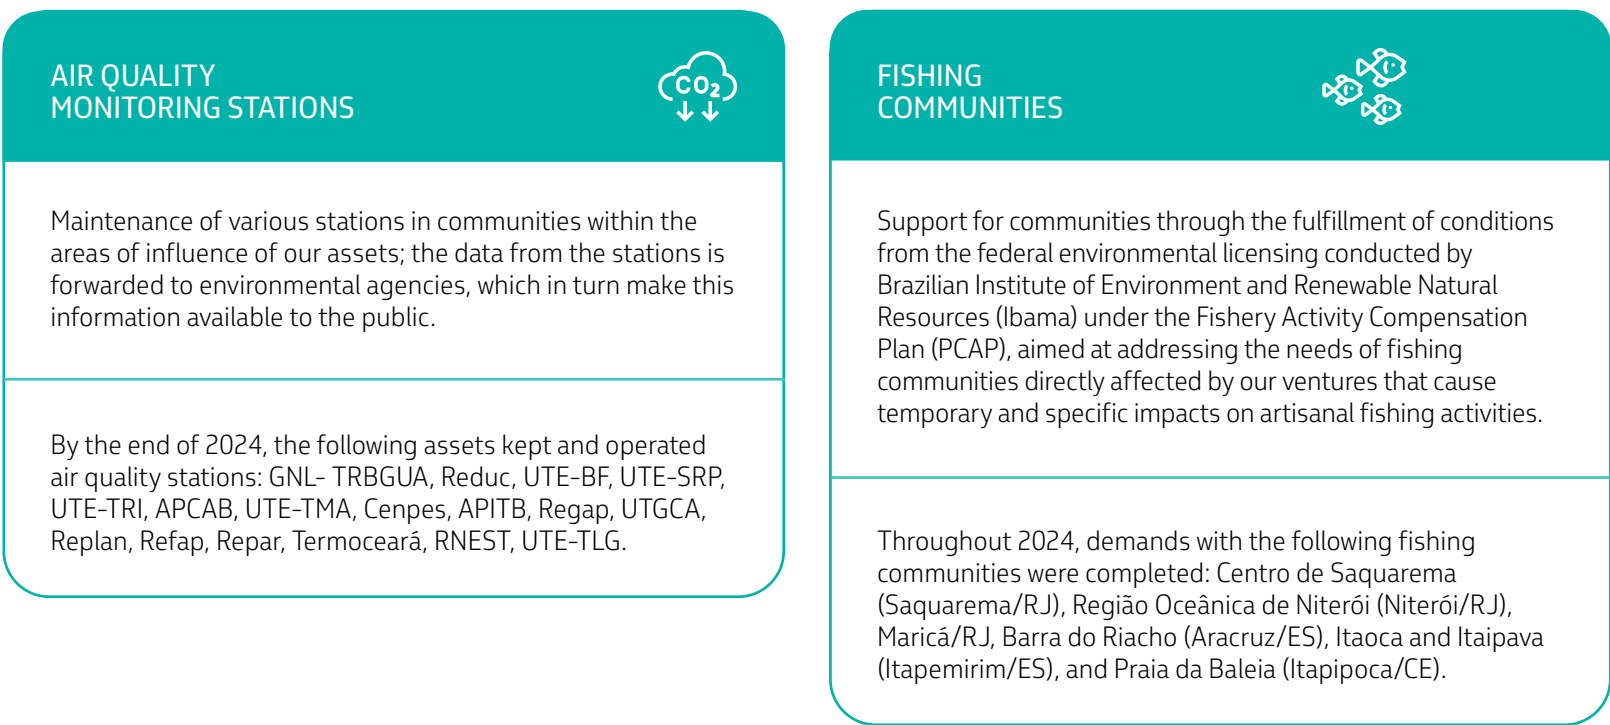 AIR QUALITY
MONITORING STATIONS
CO₂
Maintenance of various stations in communities within the
areas of influence of our assets; the data from the stations is
forwarded to environmental agencies, which in turn make this
information available to the public.
By the end of 2024, the following assets kept and operated
air quality stations: GNL- TRBGUA, Reduc, UTE-BF, UTE-SRP,
UTE-TRI, APCAB, UTE-TMA, Cenpes, APITB, Regap, UTGCA,
Replan, Refap, Repar, Termoceará, RNEST, UTE-TLG.
FISHING
COMMUNITIES
Support for communities through the fulfillment of conditions
from the federal environmental licensing conducted by
Brazilian Institute of Environment and Renewable Natural
Resources (Ibama) under the Fishery Activity Compensation
Plan (PCAP), aimed at addressing the needs of fishing
communities directly affected by our ventures that cause
temporary and specific impacts on artisanal fishing activities.
Throughout 2024, demands with the following fishing
communities were completed: Centro de Saquarema
(Saquarema/RJ), Região Oceânica de Niterói (Niterói/RJ),
Maricá/RJ, Barra do Riacho (Aracruz/ES), Itaoca and Itaipava
(Itapemirim/ES), and Praia da Baleia (Itapipoca/CE).